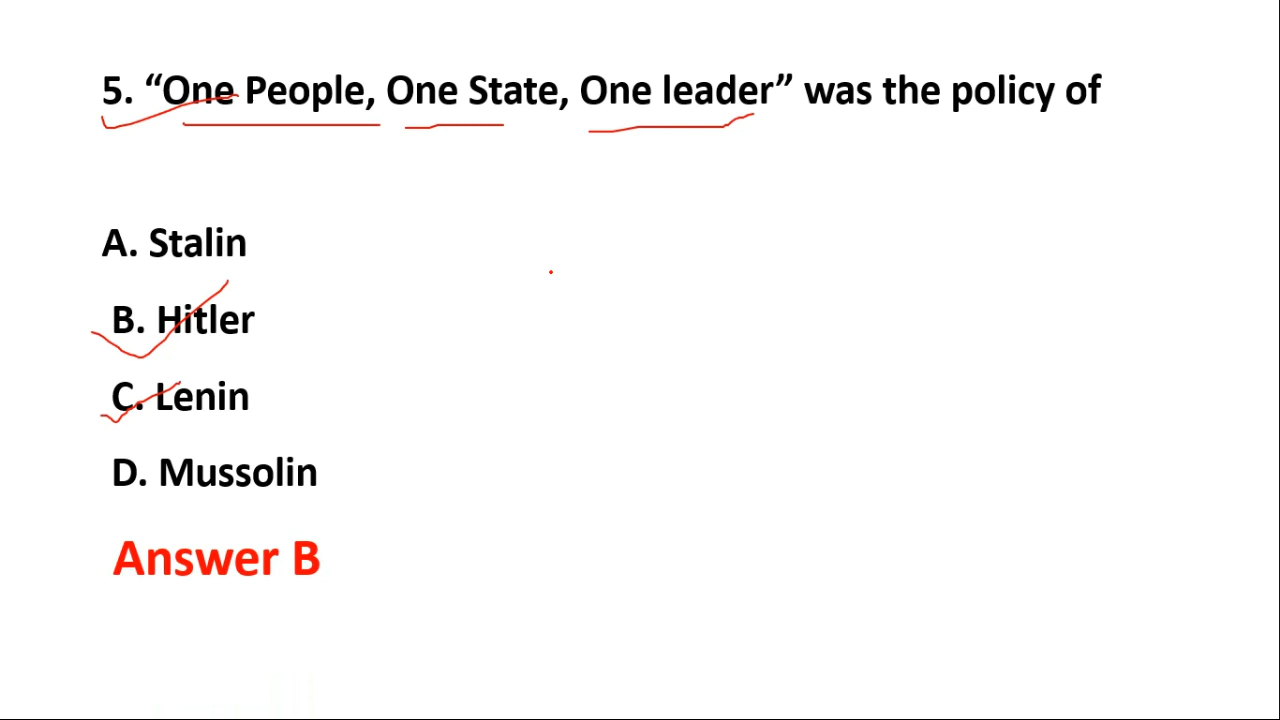 5. “One People, One State, One leader” was the policy of
A. Stalin
B. Hitler
C. Lenin
D. Mussolin
Answer B